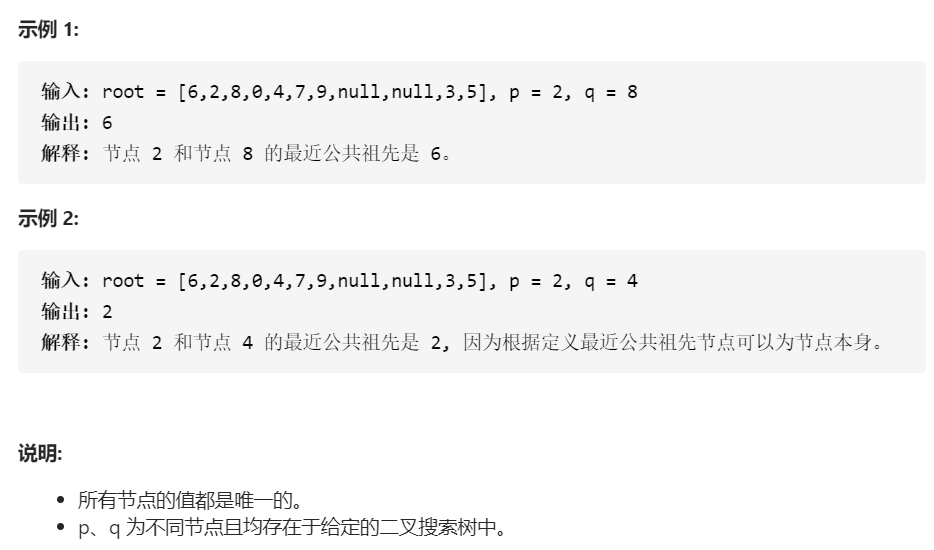 示例 1:
输入: root = [6,2,8,0,4,7,9,null,null,3,5], p = 2, q = 8
输出: 6
解释: 节点 2 和节点 8 的最近公共祖先是 6。
示例 2:
输入: root = [6,2,8,0,4,7,9,null,null,3,5], p = 2, q = 4
输出: 2
解释: 节点 2 和节点 4 的最近公共祖先是 2, 因为根据定义最近公共祖先节点可以为节点本身。
说明:
• 所有节点的值都是唯一的。
• p、q 为不同节点且均存在于给定的二叉搜索树中。